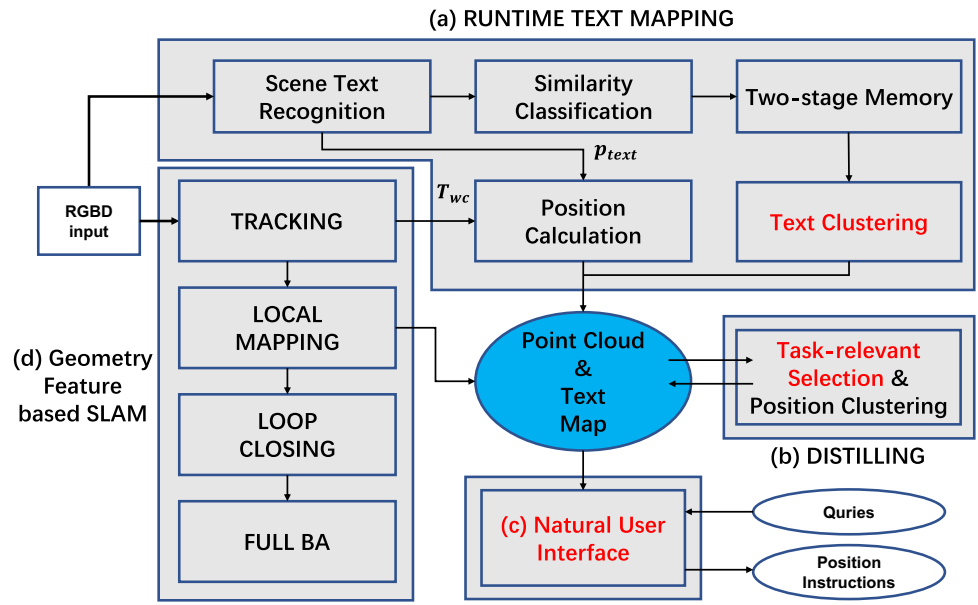 (a) RUNTIME TEXT MAPPING
Scene Text
Recognition
Similarity
Classification
Two-stage Memory
p_text
T_wc
RGBD
input
TRACKING
Position
Calculation
Text Clustering
LOCAL
MAPPING
(d) Geometry
Feature
based SLAM
LOOP
CLOSING
FULL BA
Point Cloud
&
Text
Map
Task-relevant
Selection &
Position Clustering
(b) DISTILLING
(c) Natural User
Interface
Quries
Position
Instructions